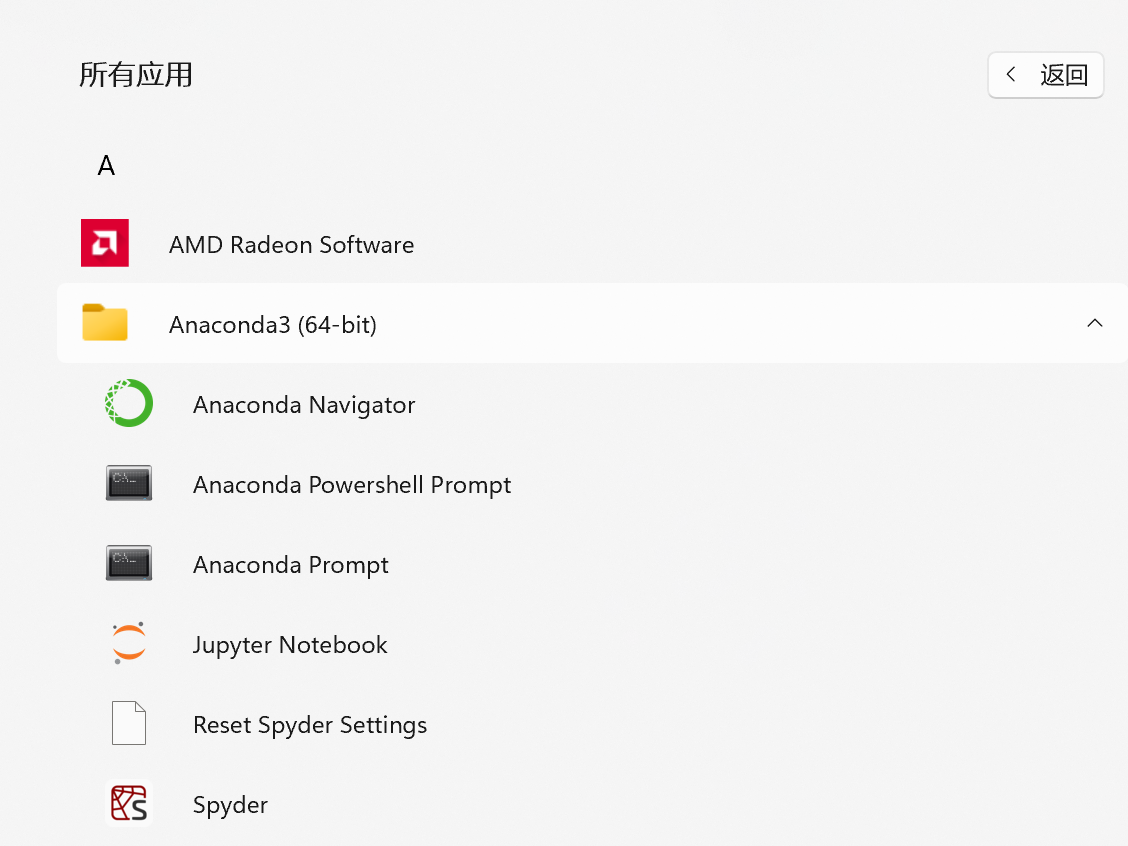 所有应用
返回
A
AMD Radeon Software
Anaconda3 (64-bit)
Anaconda Navigator
Anaconda Powershell Prompt
Anaconda Prompt
Jupyter Notebook
Reset Spyder Settings
Spyder